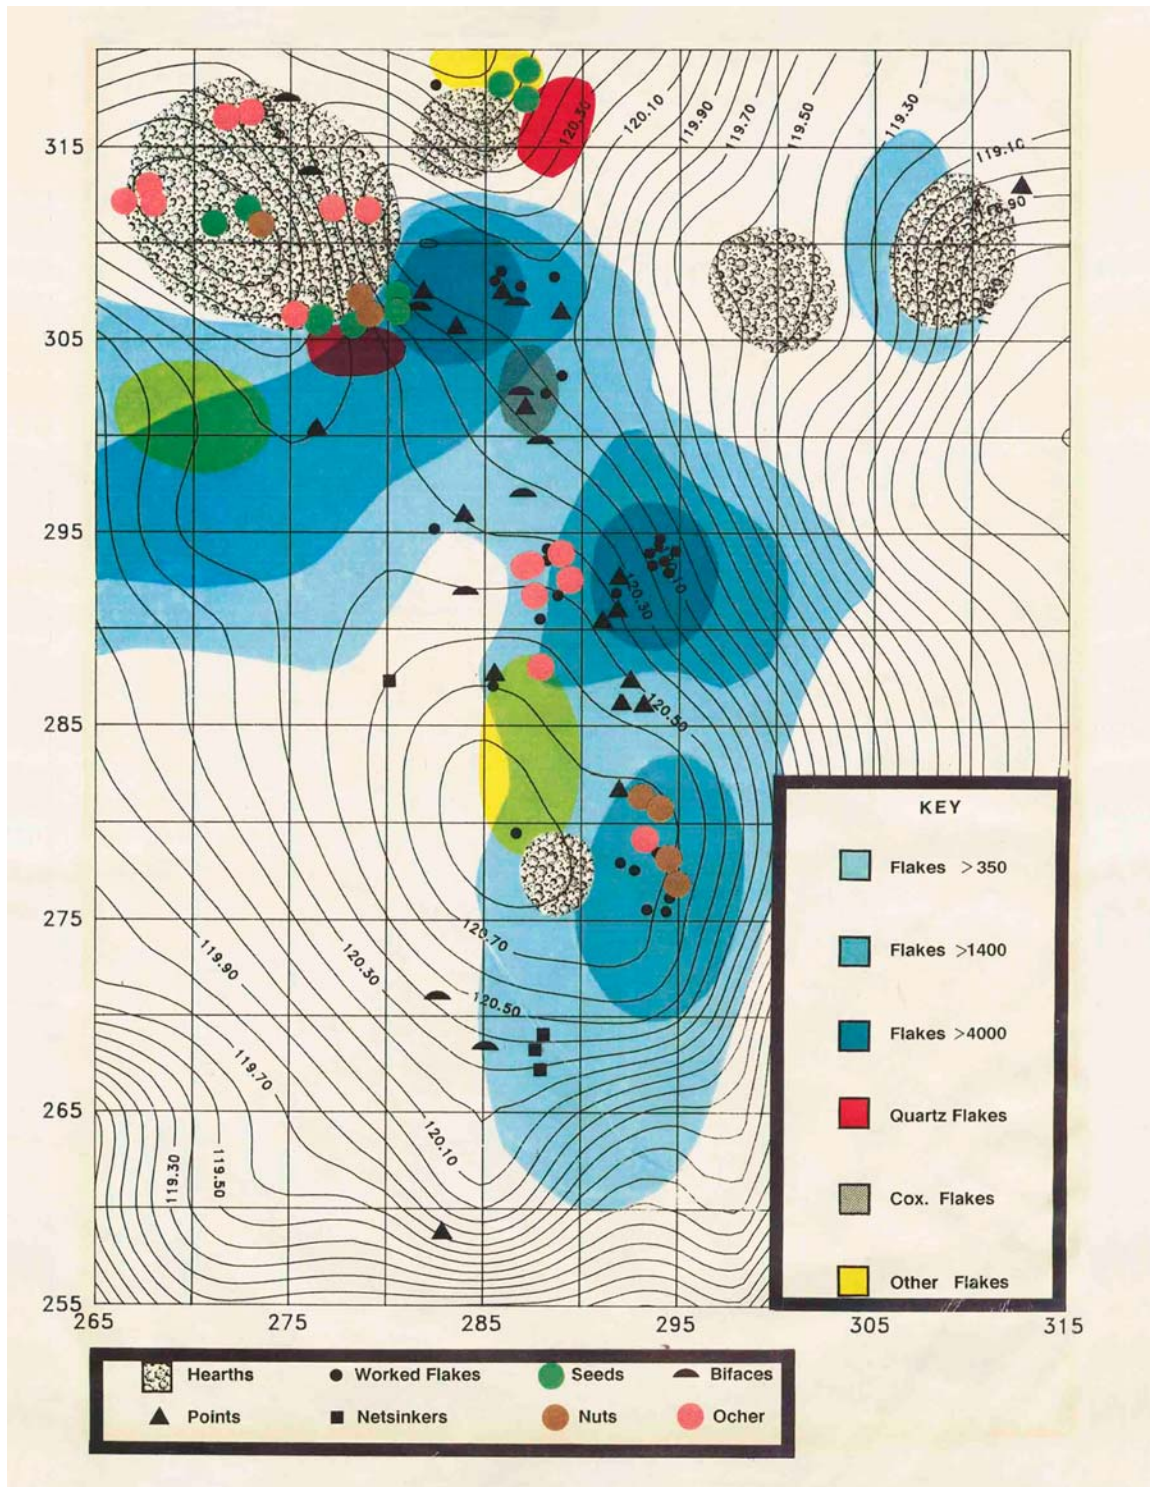 120.30
120.10
119.90
119.70
119.50
119.30
119.10
315
305
120.10
295
120.30
120.50
285
KEY
Flakes >350
Flakes >1400
Flakes >4000
Quartz Flakes
Cox. Flakes
Other Flakes
120.70
275
119.90
120.30
120.50
119.70
265
120.10
119.30
119.50
255
265 275 285 295 305 315
Hearths Worked Flakes Seeds Bifaces
Points Netsinkers Nuts Ocher